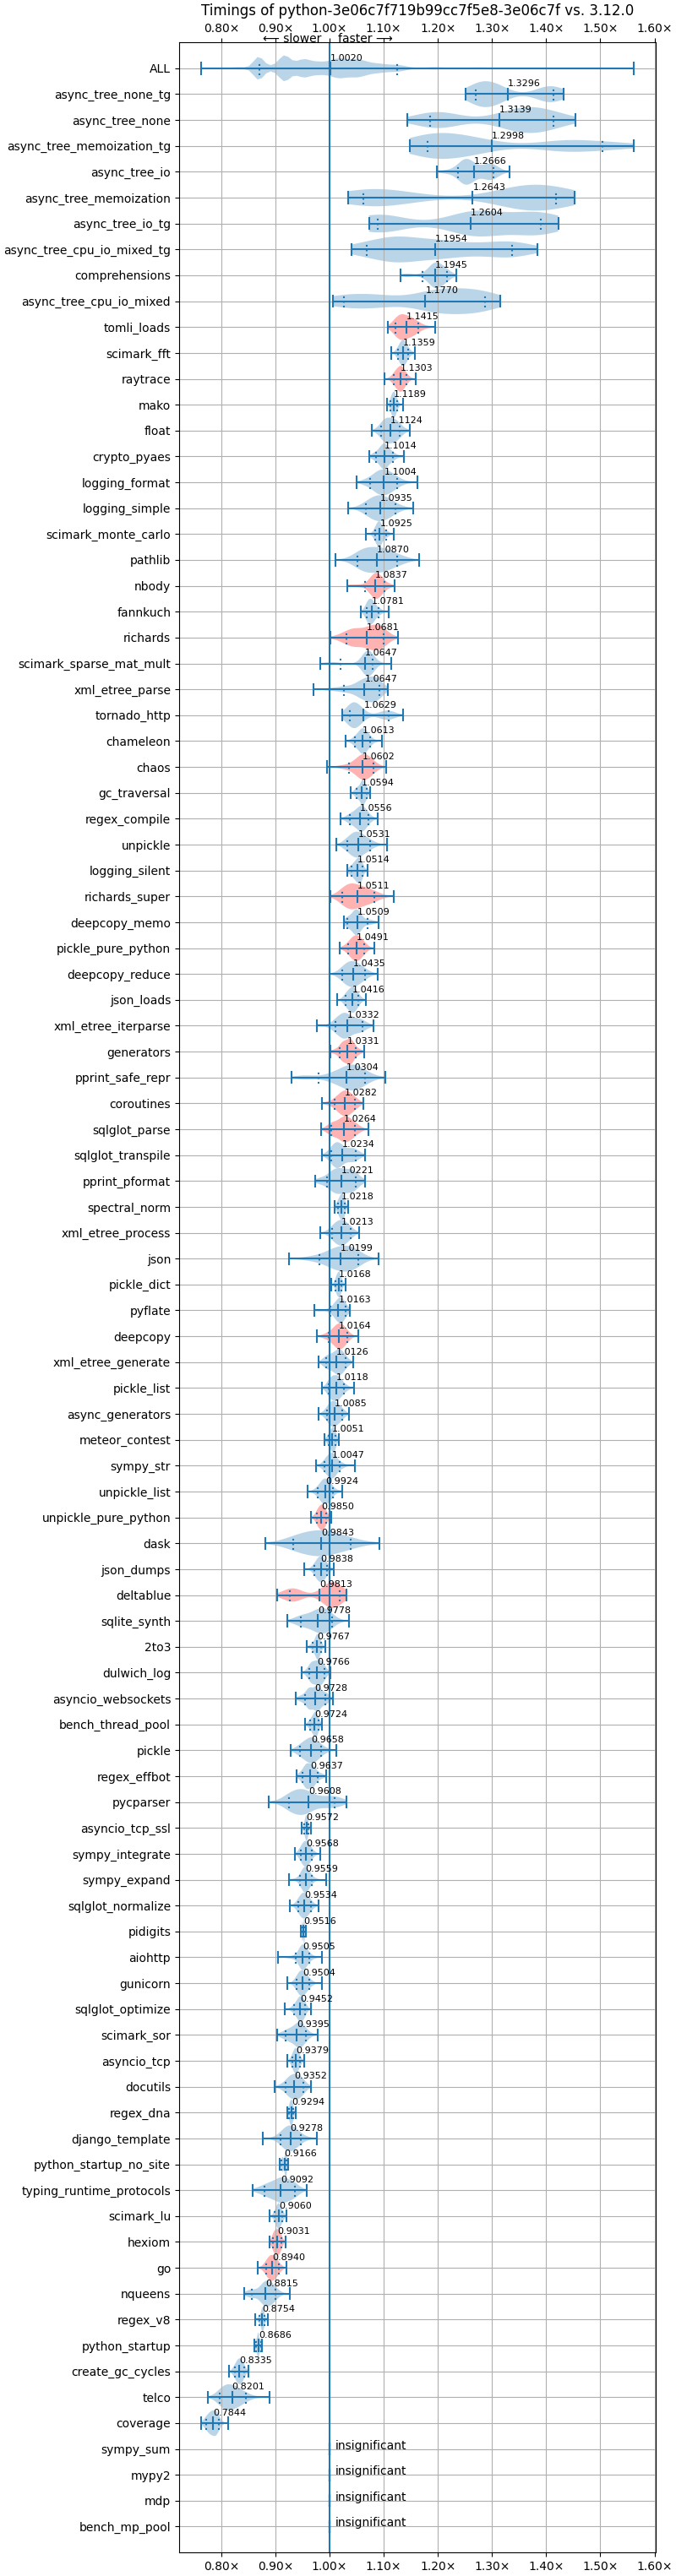 Timings of python-3e06c7f719b99cc7f5e8-3e06c7f vs. 3.12.0
0.80× 0.90× 1.00× 1.10× 1.20× 1.30× 1.40× 1.50× 1.60×
⟵ slower faster ⟶
ALL 1.0020
async_tree_none_tg 1.3296
async_tree_none 1.3139
async_tree_memoization_tg 1.2998
async_tree_io 1.2666
async_tree_memoization 1.2643
async_tree_io_tg 1.2604
async_tree_cpu_io_mixed_tg 1.1954
comprehensions 1.1945
async_tree_cpu_io_mixed 1.1770
tomli_loads 1.1415
scimark_fft 1.1359
raytrace 1.1303
mako 1.1189
float 1.1124
crypto_pyaes 1.1014
logging_format 1.1004
logging_simple 1.0935
scimark_monte_carlo 1.0925
pathlib 1.0870
nbody 1.0837
fannkuch 1.0781
richards 1.0681
scimark_sparse_mat_mult 1.0647
xml_etree_parse 1.0647
tornado_http 1.0629
chameleon 1.0613
chaos 1.0602
gc_traversal 1.0594
regex_compile 1.0556
unpickle 1.0531
logging_silent 1.0514
richards_super 1.0511
deepcopy_memo 1.0509
pickle_pure_python 1.0491
deepcopy_reduce 1.0435
json_loads 1.0416
xml_etree_iterparse 1.0332
generators 1.0331
pprint_safe_repr 1.0304
coroutines 1.0282
sqlglot_parse 1.0264
sqlglot_transpile 1.0234
pprint_pformat 1.0221
spectral_norm 1.0218
xml_etree_process 1.0213
json 1.0199
pickle_dict 1.0168
pyflate 1.0163
deepcopy 1.0164
xml_etree_generate 1.0126
pickle_list 1.0118
async_generators 1.0085
meteor_contest 1.0051
sympy_str 1.0047
unpickle_list 0.9924
unpickle_pure_python 0.9850
dask 0.9843
json_dumps 0.9838
deltablue 0.9813
sqlite_synth 0.9778
2to3 0.9767
dulwich_log 0.9766
asyncio_websockets 0.9728
bench_thread_pool 0.9724
pickle 0.9658
regex_effbot 0.9637
pycparser 0.9608
asyncio_tcp_ssl 0.9572
sympy_integrate 0.9568
sympy_expand 0.9559
sqlglot_normalize 0.9534
pidigits 0.9516
aiohttp 0.9505
gunicorn 0.9504
sqlglot_optimize 0.9452
scimark_sor 0.9395
asyncio_tcp 0.9379
docutils 0.9352
regex_dna 0.9294
django_template 0.9278
python_startup_no_site 0.9166
typing_runtime_protocols 0.9092
scimark_lu 0.9060
hexiom 0.9031
go 0.8940
nqueens 0.8815
regex_v8 0.8754
python_startup 0.8686
create_gc_cycles 0.8335
telco 0.8201
coverage 0.7844
sympy_sum insignificant
mypy2 insignificant
mdp insignificant
bench_mp_pool insignificant
0.80× 0.90× 1.00× 1.10× 1.20× 1.30× 1.40× 1.50× 1.60×